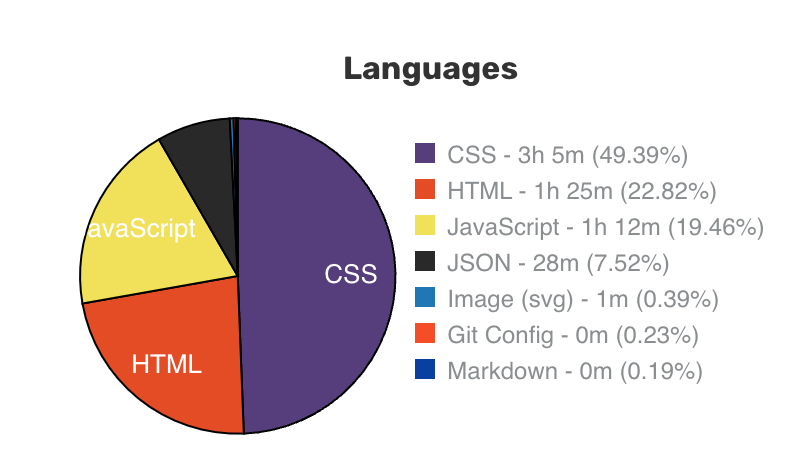 Languages
CSS - 3h 5m (49.39%)
HTML - 1h 25m (22.82%)
JavaScript - 1h 12m (19.46%)
JSON - 28m (7.52%)
Image (svg) - 1m (0.39%)
Git Config - 0m (0.23%)
Markdown - 0m (0.19%)
avaScript
CSS
HTML